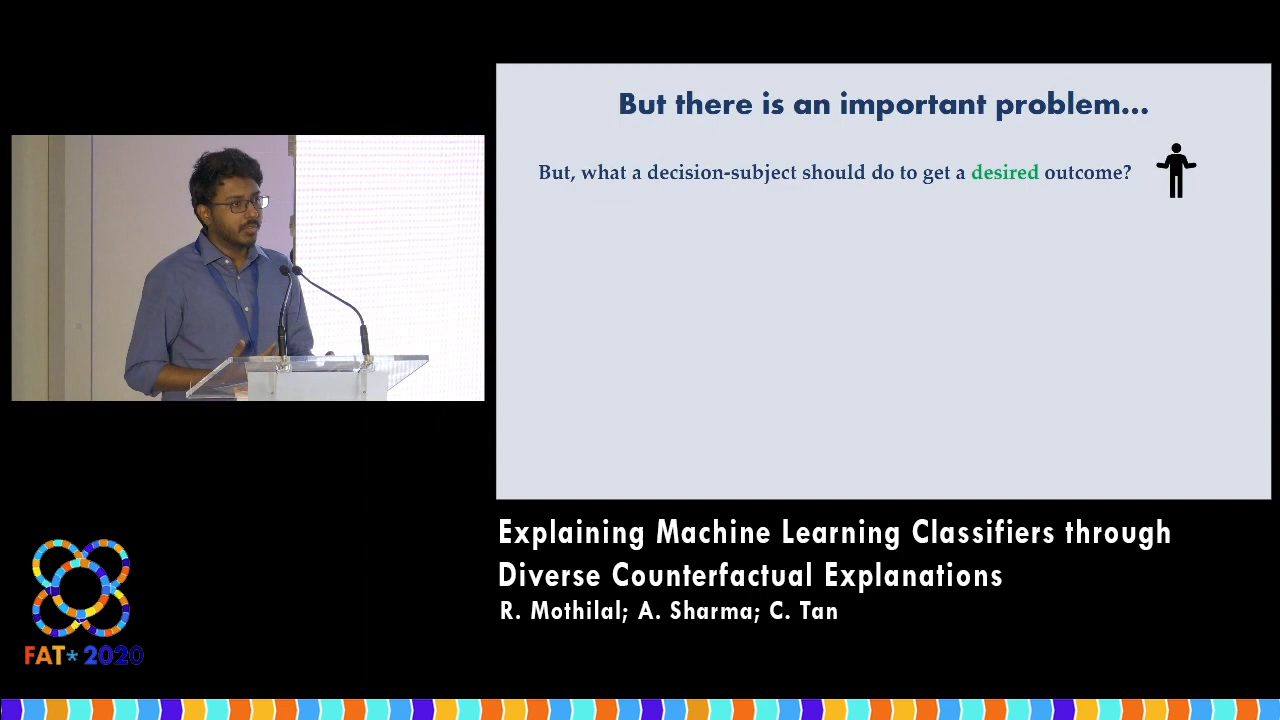 But there is an important problem...
But, what a decision-subject should do to get a desired outcome?
Explaining Machine Learning Classifiers through
Diverse Counterfactual Explanations
R. Mothilal; A. Sharma; C. Tan
FAT* 2020